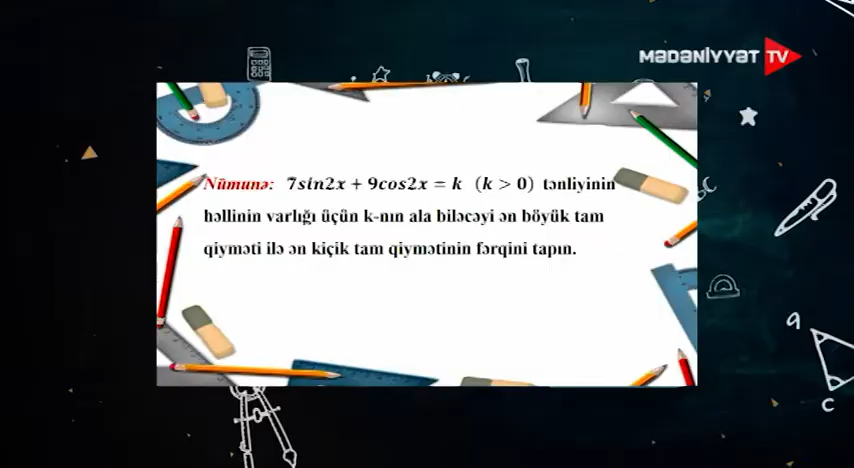 MƏDƏNİYYƏT TV
Nümunə: 7sin2x + 9cos2x = k (k > 0) tənliyinin
həllinin varlığı üçün k-nın ala biləcəyi ən böyük tam
qiyməti ilə ən kiçik tam qiymətinin fərqini tapın.
a
C